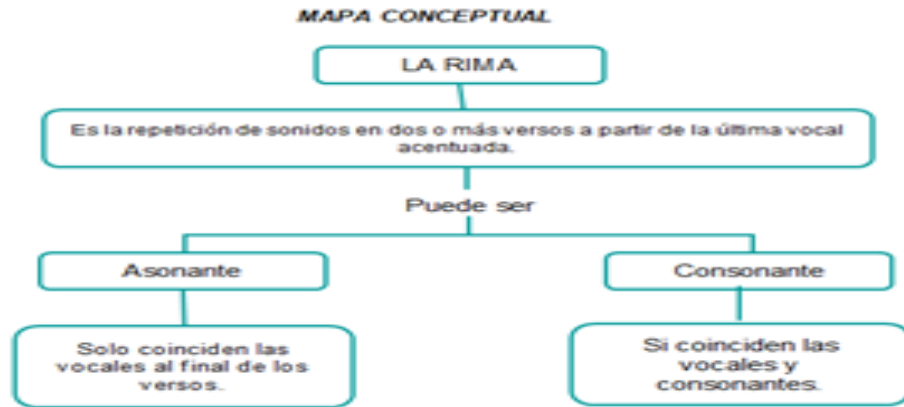 MAPA CONCEPTUAL
LA RIMA
Es la repetición de sonidos en dos o más versos a partir de la última vocal
acentuada.
Puede ser
Asonante
Consonante
Solo coinciden las
vocales al final de los
versos.
Si coinciden las
vocales y
consonantes.